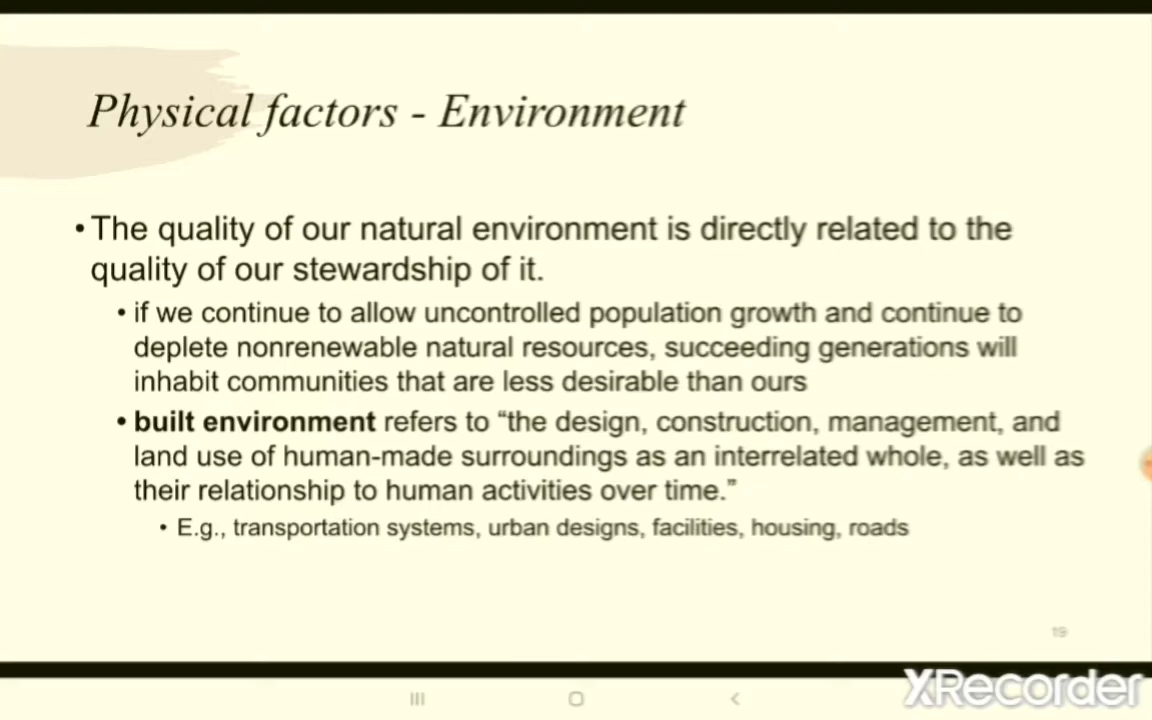 Physical factors - Environment
• The quality of our natural environment is directly related to the
quality of our stewardship of it.
• if we continue to allow uncontrolled population growth and continue to
deplete nonrenewable natural resources, succeeding generations will
inhabit communities that are less desirable than ours
• built environment refers to “the design, construction, management, and
land use of human-made surroundings as an interrelated whole, as well as
their relationship to human activities over time.”
• E.g., transportation systems, urban designs, facilities, housing, roads
19
XRecorder